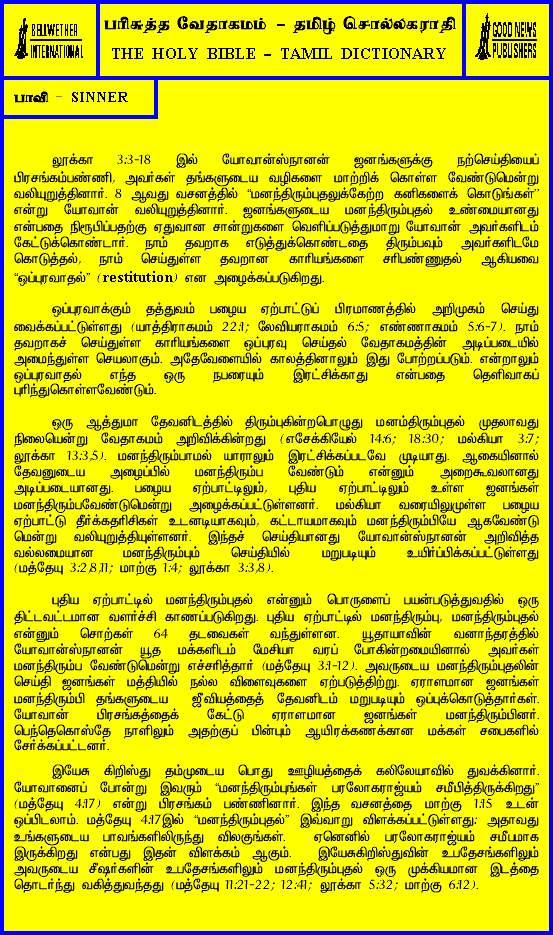 BELLWETHER
INTERNATIONAL
பரிசுத்த வேதாகமம் - தமிழ் சொல்லகராதி
THE HOLY BIBLE - TAMIL DICTIONARY
GOOD NEWS
PUBLISHERS
பாவி - SINNER
லூக்கா 3:3-18 இல் யோவான்ஸ்நானன் ஜனங்களுக்கு நற்செய்தியைப்
பிரசங்கம்பண்ணி, அவர்கள் தங்களுடைய வழிகளை மாற்றிக் கொள்ள வேண்டுமென்று
வலியுறுத்தினார். 8 ஆவது வசனத்தில் "மனந்திரும்புதலுக்கேற்ற கனிகளைக் கொடுங்கள்"
என்று யோவான் வலியுறுத்தினார். ஜனங்களுடைய மனந்திரும்புதல் உண்மையானது
என்பதை நிரூபிப்பதற்கு ஏதுவான சான்றுகளை வெளிப்படுத்துமாறு யோவான் அவர்களிடம்
கேட்டுக்கொண்டார். நாம் தவறாக எடுத்துக்கொண்டதை திரும்பவும் அவர்களிடமே
கொடுத்தல், நாம் செய்துள்ள தவறான காரியங்களை சரிபண்ணுதல் ஆகியவை
"ஒப்புரவாதல்" (restitution) என அழைக்கப்படுகிறது.
ஒப்புரவாக்கும் தத்துவம் பழைய ஏற்பாட்டுப் பிரமாணத்தில் அறிமுகம் செய்து
வைக்கப்பட்டுள்ளது (யாத்திராகமம் 22:1; லேவியராகமம் 6:5; எண்ணாகமம் 5:6-7). நாம்
தவறாகச் செய்துள்ள காரியங்களை ஒப்புரவு செய்தல் வேதாகமத்தின் அடிப்படையில்
அமைந்துள்ள செயலாகும். அதேவேளையில் காலத்தினாலும் இது போற்றப்படும். என்றாலும்
ஒப்புரவாதல் எந்த ஒரு நபரையும் இரட்சிக்காது என்பதை தெளிவாகப்
புரிந்துகொள்ளவேண்டும்.
ஒரு ஆத்துமா தேவனிடத்தில் திரும்புகின்றபொழுது மனம்திரும்புதல் முதலாவது
நிலையென்று வேதாகமம் அறிவிக்கின்றது (எசேக்கியேல் 14:6; 18:30; மல்கியா 3:7;
லூக்கா 13:3,5). மனந்திரும்பாமல் யாராலும் இரட்சிக்கப்படவே முடியாது. ஆகையினால்
தேவனுடைய அழைப்பில் மனந்திரும்ப வேண்டும் என்னும் அறைகூவலானது
அடிப்படையானது. பழைய ஏற்பாட்டிலும், புதிய ஏற்பாட்டிலும் உள்ள ஜனங்கள்
மனந்திரும்பவேண்டுமென்று அழைக்கப்பட்டுள்ளனர். மல்கியா வரையிலுமுள்ள பழைய
ஏற்பாட்டு தீர்க்கதரிசிகள் உடனடியாகவும், கட்டாயமாகவும் மனந்திரும்பியே ஆகவேண்டு
மென்று வலியுறுத்தியுள்ளனர். இந்தச் செய்தியானது யோவான்ஸ்நானன் அறிவித்த
வல்லமையான மனந்திரும்பும் செய்தியில் மறுபடியும் உயிர்ப்பிக்கப்பட்டுள்ளது
(மத்தேயு 3:2,8,11; மாற்கு 1:4; லூக்கா 3:3,8).
புதிய ஏற்பாட்டில் மனந்திரும்புதல் என்னும் பொருளைப் பயன்படுத்துவதில் ஒரு
திட்டவட்டமான வளர்ச்சி காணப்படுகிறது. புதிய ஏற்பாட்டில் மனந்திரும்பு, மனந்திரும்புதல்
என்னும் சொற்கள் 64 தடவைகள் வந்துள்ளன. யூதாயாவின் வனாந்தரத்தில்
யோவான்ஸ்நானன் யூத மக்களிடம் மேசியா வரப் போகின்றமையினால் அவர்கள்
மனந்திரும்ப வேண்டுமென்று எச்சரித்தார் (மத்தேயு 3:1-12). அவருடைய மனந்திரும்புதலின்
செய்தி ஜனங்கள் மத்தியில் நல்ல விளைவுகளை ஏற்படுத்திற்று. ஏராளமான ஜனங்கள்
மனந்திரும்பி தங்களுடைய ஜீவியத்தைத் தேவனிடம் மறுபடியும் ஒப்புக்கொடுத்தார்கள்.
யோவான் பிரசங்கத்தைக் கேட்டு ஏராளமான ஜனங்கள் மனந்திரும்பினர்.
பெந்தெகொஸ்தே நாளிலும் அதற்குப் பின்பும் ஆயிரக்கணக்கான மக்கள் சபைகளில்
சேர்க்கப்பட்டனர்.
இயேசு கிறிஸ்து தம்முடைய பொது ஊழியத்தைக் கலிலேயாவில் துவக்கினார்.
யோவானைப் போன்று இவரும் "மனந்திரும்புங்கள் பரலோகராஜ்யம் சமீபித்திருக்கிறது"
(மத்தேயு 4:17) என்று பிரசங்கம் பண்ணினார். இந்த வசனத்தை மாற்கு 1:15 உடன்
ஒப்பிடலாம். மத்தேயு 4:17இல் "மனந்திரும்புதல்" இவ்வாறு விளக்கப்பட்டுள்ளது: அதாவது
உங்களுடைய பாவங்களிலிருந்து விலகுங்கள். ஏனெனில் பரலோகராஜ்யம் சமீபமாக
இருக்கிறது என்பது இதன் விளக்கம் ஆகும். இயேசுகிறிஸ்துவின் உபதேசங்களிலும்
அவருடைய சீஷர்களின் உபதேசங்களிலும் மனந்திரும்புதல் ஒரு முக்கியமான இடத்தை
தொடர்ந்து வகித்துவந்தது (மத்தேயு 11:21-22; 12:41; லூக்கா 5:32; மாற்கு 6:12).